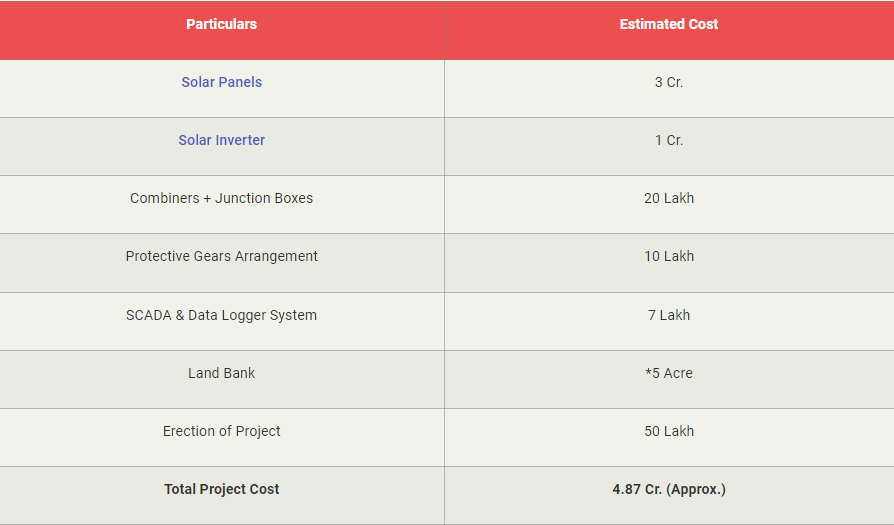 Particulars Estimated Cost
Solar Panels 3 Cr.
Solar Inverter 1 Cr.
Combiners + Junction Boxes 20 Lakh
Protective Gears Arrangement 10 Lakh
SCADA & Data Logger System 7 Lakh
Land Bank *5 Acre
Erection of Project 50 Lakh
Total Project Cost 4.87 Cr. (Approx.)